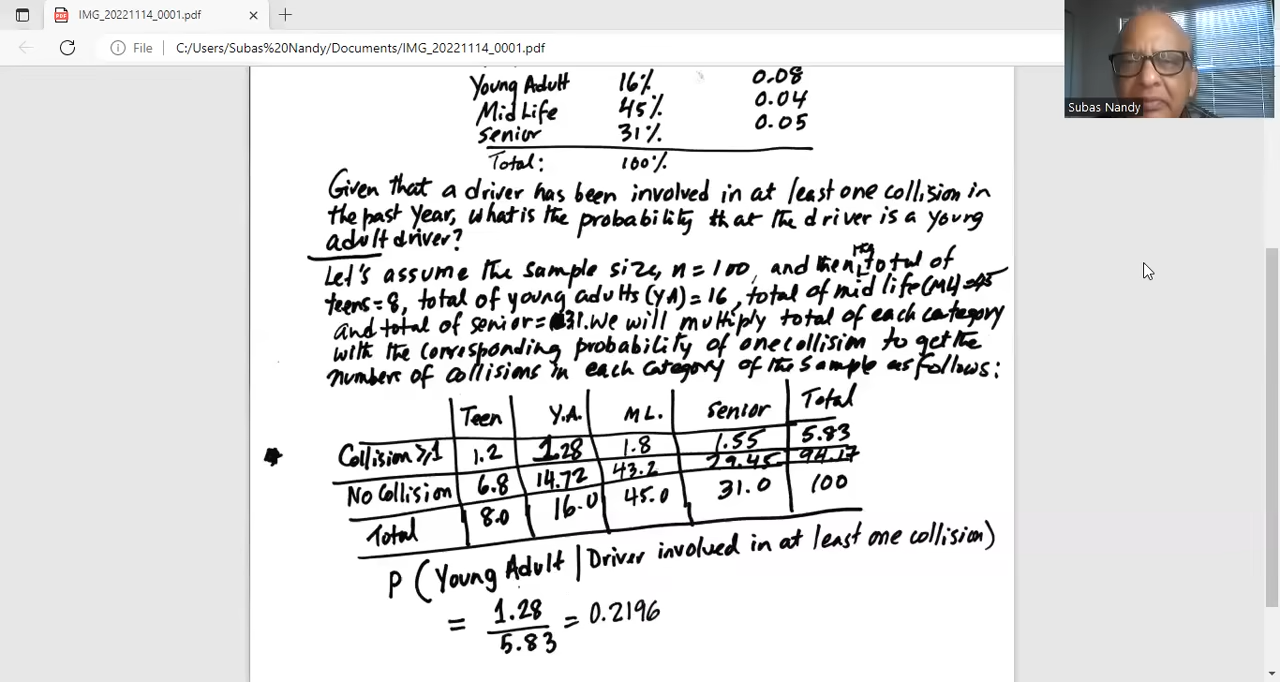 IMG_20221114_0001.pdf
File C:/Users/Subas%20Nandy/Documents/IMG_20221114_0001.pdf
Subas Nandy
Young Adult 16% 0.08
Mid Life 45% 0.04
Senior 31% 0.05
Total: 100%
Given that a driver has been involved in at least one collision in
the past year, what is the probability that the driver is a young
adult driver?
Let's assume the sample size, n = 100, and then, the total of
teens = 8, total of young adults (YA) = 16, total of mid life (ML) = 45
and total of senior = 31. We will multiply total of each category
with the corresponding probability of one collision to get the
numbers of collisions in each category of the sample as follows:
Teen Y.A. ML. Senior Total
Collision ≥ 1 1.2 1.28 1.8 1.55 5.83
No Collision 6.8 14.72 43.2 29.45 94.17
Total 8.0 16.0 45.0 31.0 100
P (Young Adult | Driver involved in at least one collision)
= 1.28 / 5.83 = 0.2196